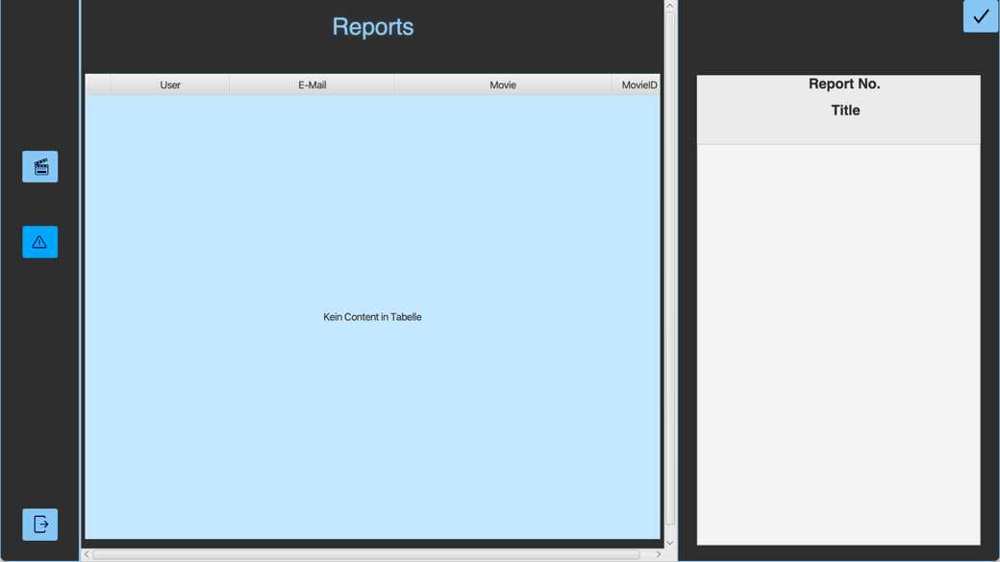 Reports
User E-Mail Movie MovieID
Kein Content in Tabelle
Report No.
Title